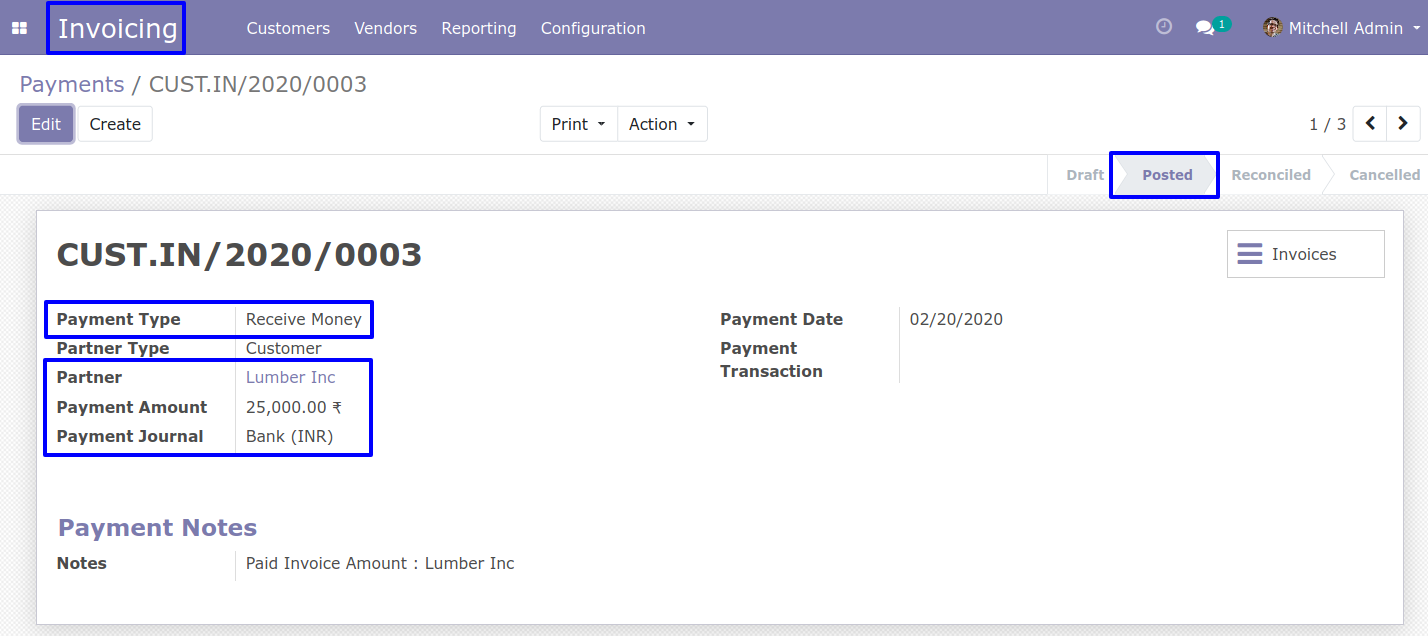 Invoicing Customers Vendors Reporting Configuration 1 Mitchell Admin
Payments / CUST.IN/2020/0003
Edit Create Print Action 1 / 3
Draft Posted Reconciled Cancelled
CUST.IN/2020/0003
Invoices
Payment Type Receive Money
Partner Type Customer
Partner Lumber Inc
Payment Amount 25,000.00 ₹
Payment Journal Bank (INR)
Payment Date 02/20/2020
Payment
Transaction
Payment Notes
Notes Paid Invoice Amount : Lumber Inc